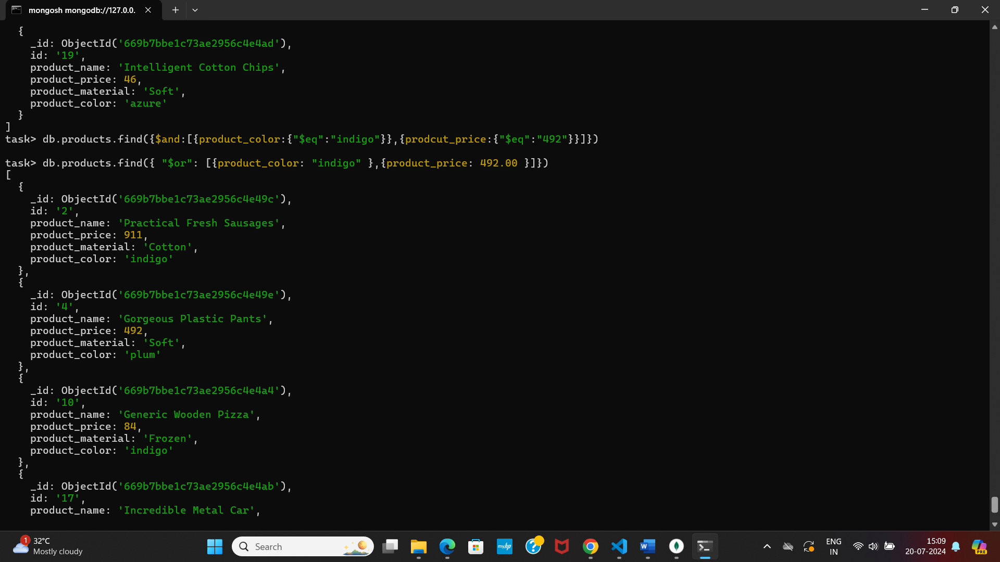 mongosh mongodb://127.0.0.
{
_id: ObjectId('669b7bbe1c73ae2956c4e4ad'),
id: '19',
product_name: 'Intelligent Cotton Chips',
product_price: 46,
product_material: 'Soft',
product_color: 'azure'
}
]
task> db.products.find({$and:[{product_color:{"$eq":"indigo"}},{prodcut_price:{"$eq":"492"}}]})
task> db.products.find({ "$or": [{product_color: "indigo" },{product_price: 492.00 }]})
[
{
_id: ObjectId('669b7bbe1c73ae2956c4e49c'),
id: '2',
product_name: 'Practical Fresh Sausages',
product_price: 911,
product_material: 'Cotton',
product_color: 'indigo'
},
{
_id: ObjectId('669b7bbe1c73ae2956c4e49e'),
id: '4',
product_name: 'Gorgeous Plastic Pants',
product_price: 492,
product_material: 'Soft',
product_color: 'plum'
},
{
_id: ObjectId('669b7bbe1c73ae2956c4e4a4'),
id: '10',
product_name: 'Generic Wooden Pizza',
product_price: 84,
product_material: 'Frozen',
product_color: 'indigo'
},
{
_id: ObjectId('669b7bbe1c73ae2956c4e4ab'),
id: '17',
product_name: 'Incredible Metal Car',
1
32°C
Mostly cloudy
Search
myhp
?
W
ENG
IN
15:09
20-07-2024
PRE